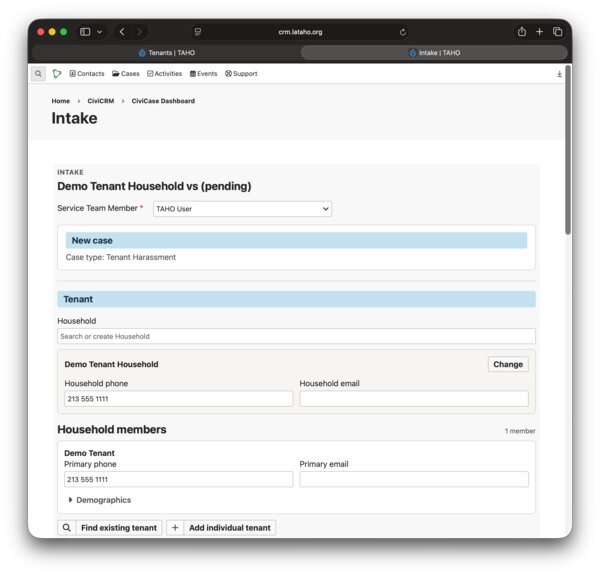 crm.lataho.org
Tenants | TAHO
Intake | TAHO
Contacts Cases Activities Events Support
Home > CiviCRM > CiviCase Dashboard
Intake
INTAKE
Demo Tenant Household vs (pending)
Service Team Member * TAHO User
New case
Case type: Tenant Harassment
Tenant
Household
Search or create Household
Demo Tenant Household Change
Household phone Household email
213 555 1111
Household members 1 member
Demo Tenant
Primary phone Primary email
213 555 1111
Demographics
Find existing tenant + Add individual tenant